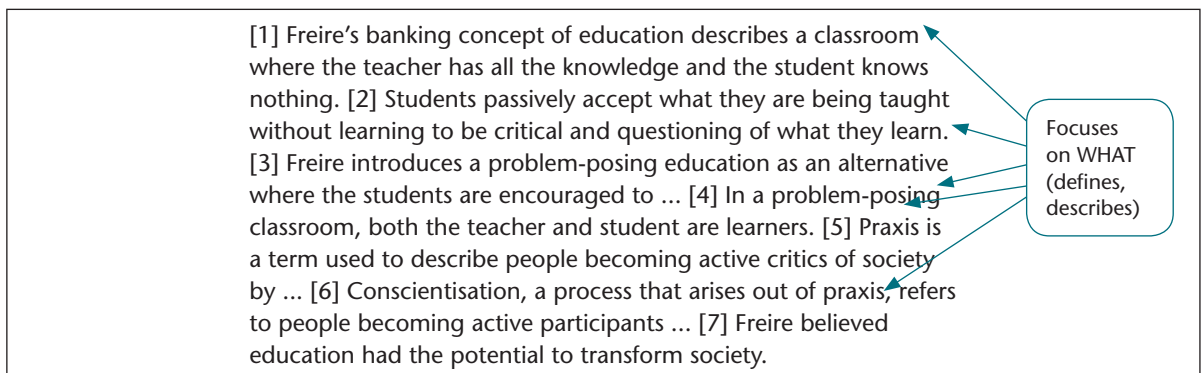 [1] Freire's banking concept of education describes a classroom
where the teacher has all the knowledge and the student knows
nothing. [2] Students passively accept what they are being taught
without learning to be critical and questioning of what they learn.
[3] Freire introduces a problem-posing education as an alternative
where the students are encouraged to ... [4] In a problem-posing
classroom, both the teacher and student are learners. [5] Praxis is
a term used to describe people becoming active critics of society
by ... [6] Conscientisation, a process that arises out of praxis, refers
to people becoming active participants ... [7] Freire believed
education had the potential to transform society.
Focuses
on WHAT
(defines,
describes)